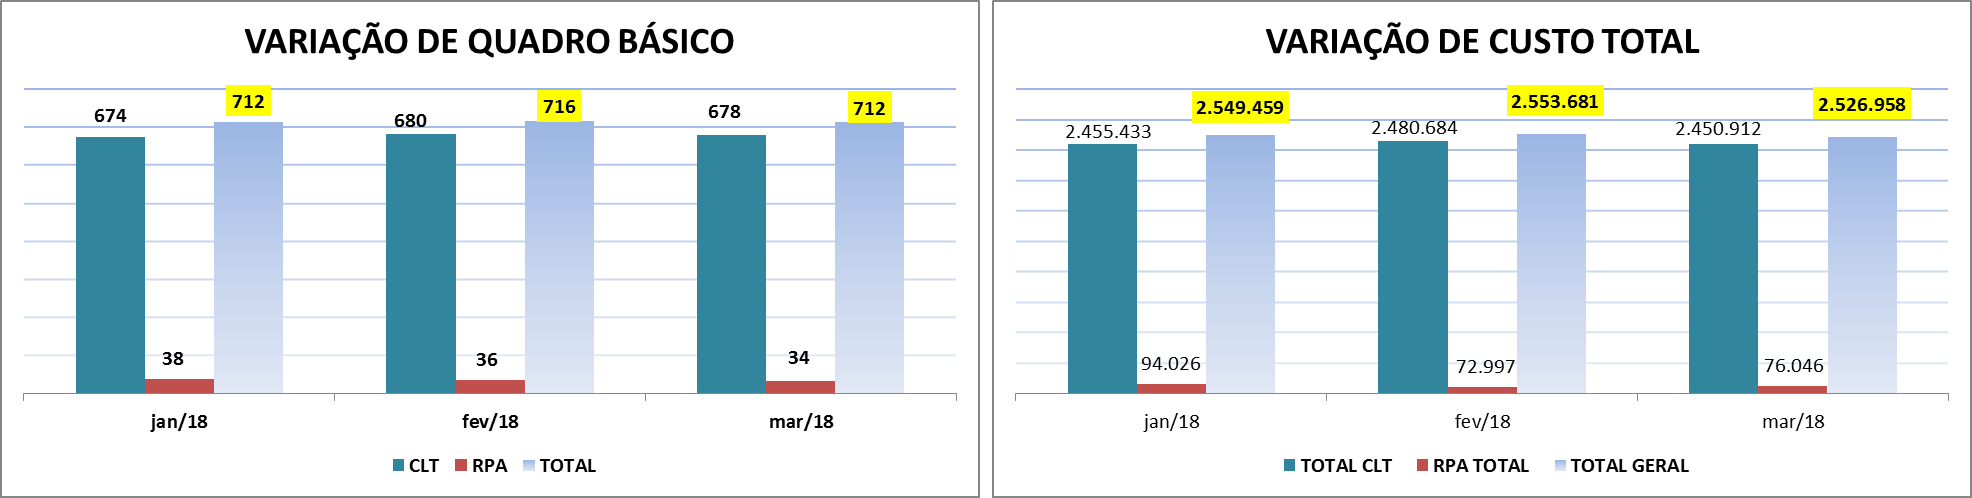 VARIAÇÃO DE QUADRO BÁSICO
674
38
712
680
36
716
678
34
712
jan/18
fev/18
mar/18
CLT
RPA
TOTAL
VARIAÇÃO DE CUSTO TOTAL
2.455.433
94.026
2.549.459
2.480.684
72.997
2.553.681
2.450.912
76.046
2.526.958
jan/18
fev/18
mar/18
TOTAL CLT
RPA TOTAL
TOTAL GERAL